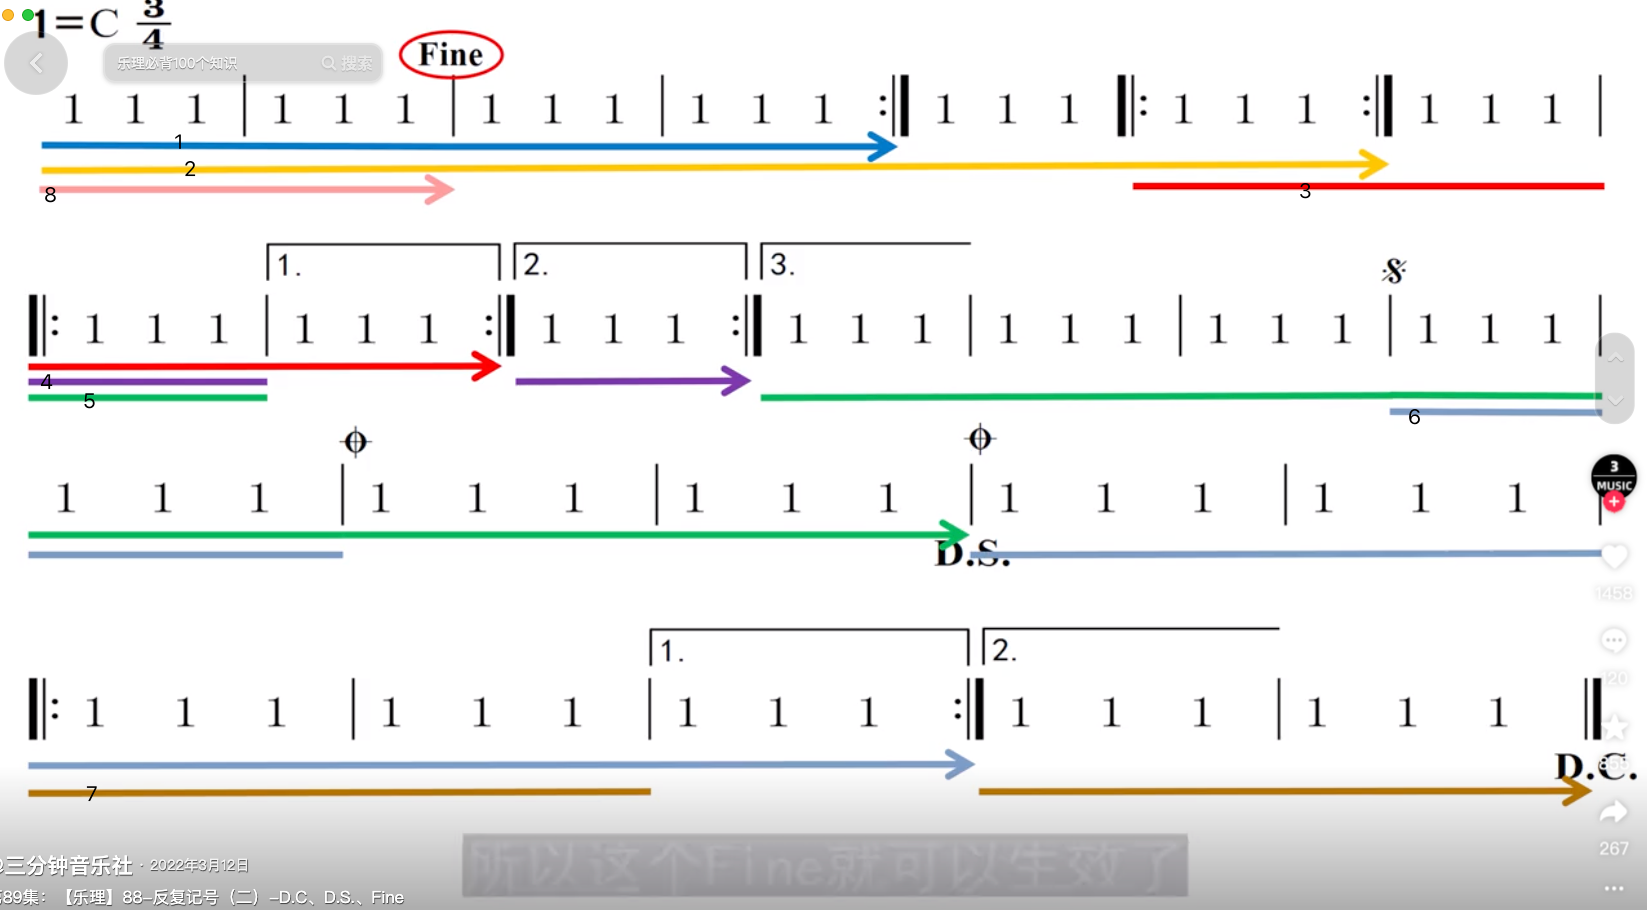 1=C 3/4
乐理必背100个知识 搜索
Fine
1 1 1 | 1 1 1 | 1 1 1 | 1 1 1 :‖ 1 1 1 ‖: 1 1 1 :‖ 1 1 1 |
1
2
8
3
1. 2. 3.
𝄋
‖: 1 1 1 | 1 1 1 :‖ 1 1 1 :‖ 1 1 1 | 1 1 1 | 1 1 1 | 1 1 1 |
4
5
6
𝄌 𝄌
1 1 1 | 1 1 1 | 1 1 1 | 1 1 1 | 1 1 1 |
3
MUSIC
D.S.
1458
1. 2.
120
‖: 1 1 1 | 1 1 1 | 1 1 1 :‖ 1 1 1 | 1 1 1 ‖
D.C.
7
所以这个Fine就可以生效了
267
@三分钟音乐社 · 2022年3月12日
89集：【乐理】88-反复记号（二）-D.C、D.S.、Fine